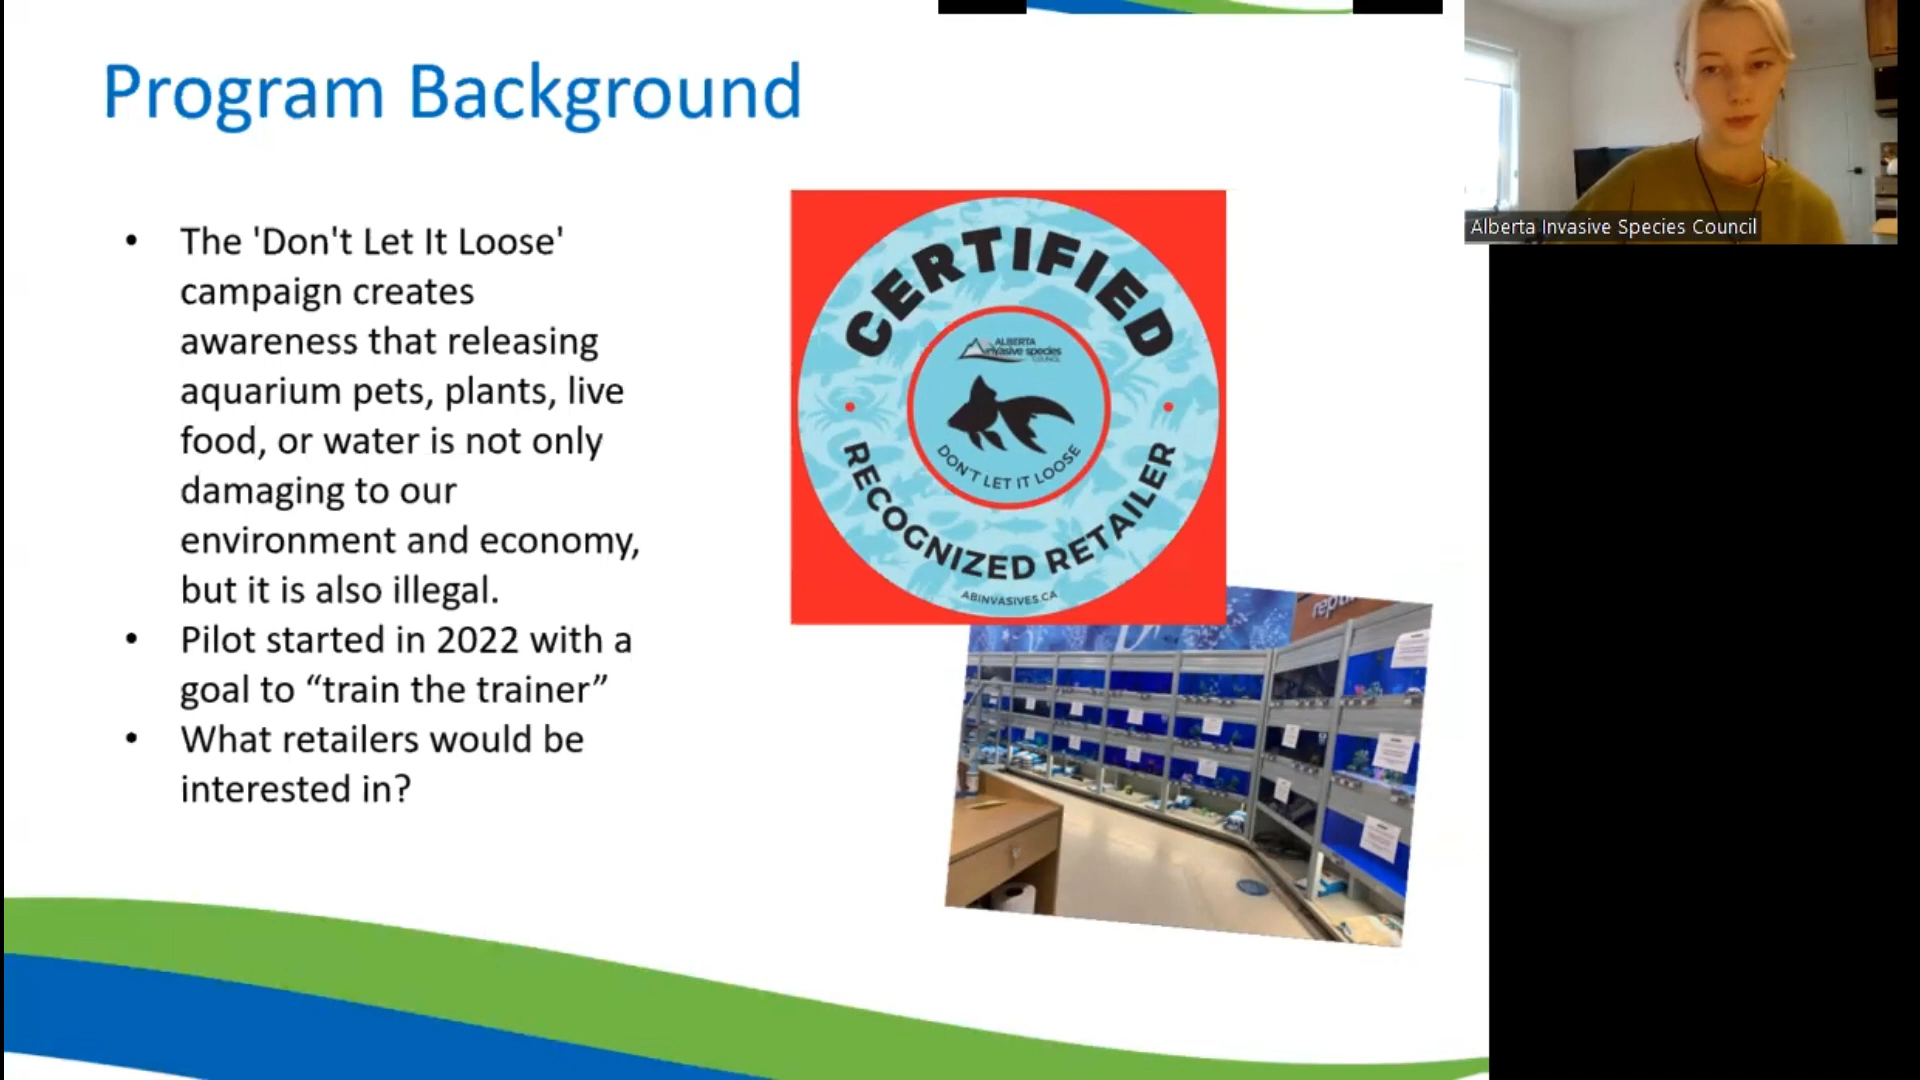 Program Background
• The 'Don't Let It Loose'
campaign creates
awareness that releasing
aquarium pets, plants, live
food, or water is not only
damaging to our
environment and economy,
but it is also illegal.
• Pilot started in 2022 with a
goal to “train the trainer”
• What retailers would be
interested in?
CERTIFIED
ALBERTA
invasive species
COUNCIL
DON'T LET IT LOOSE
RECOGNIZED RETAILER
ABINVASIVES.CA
Alberta Invasive Species Council